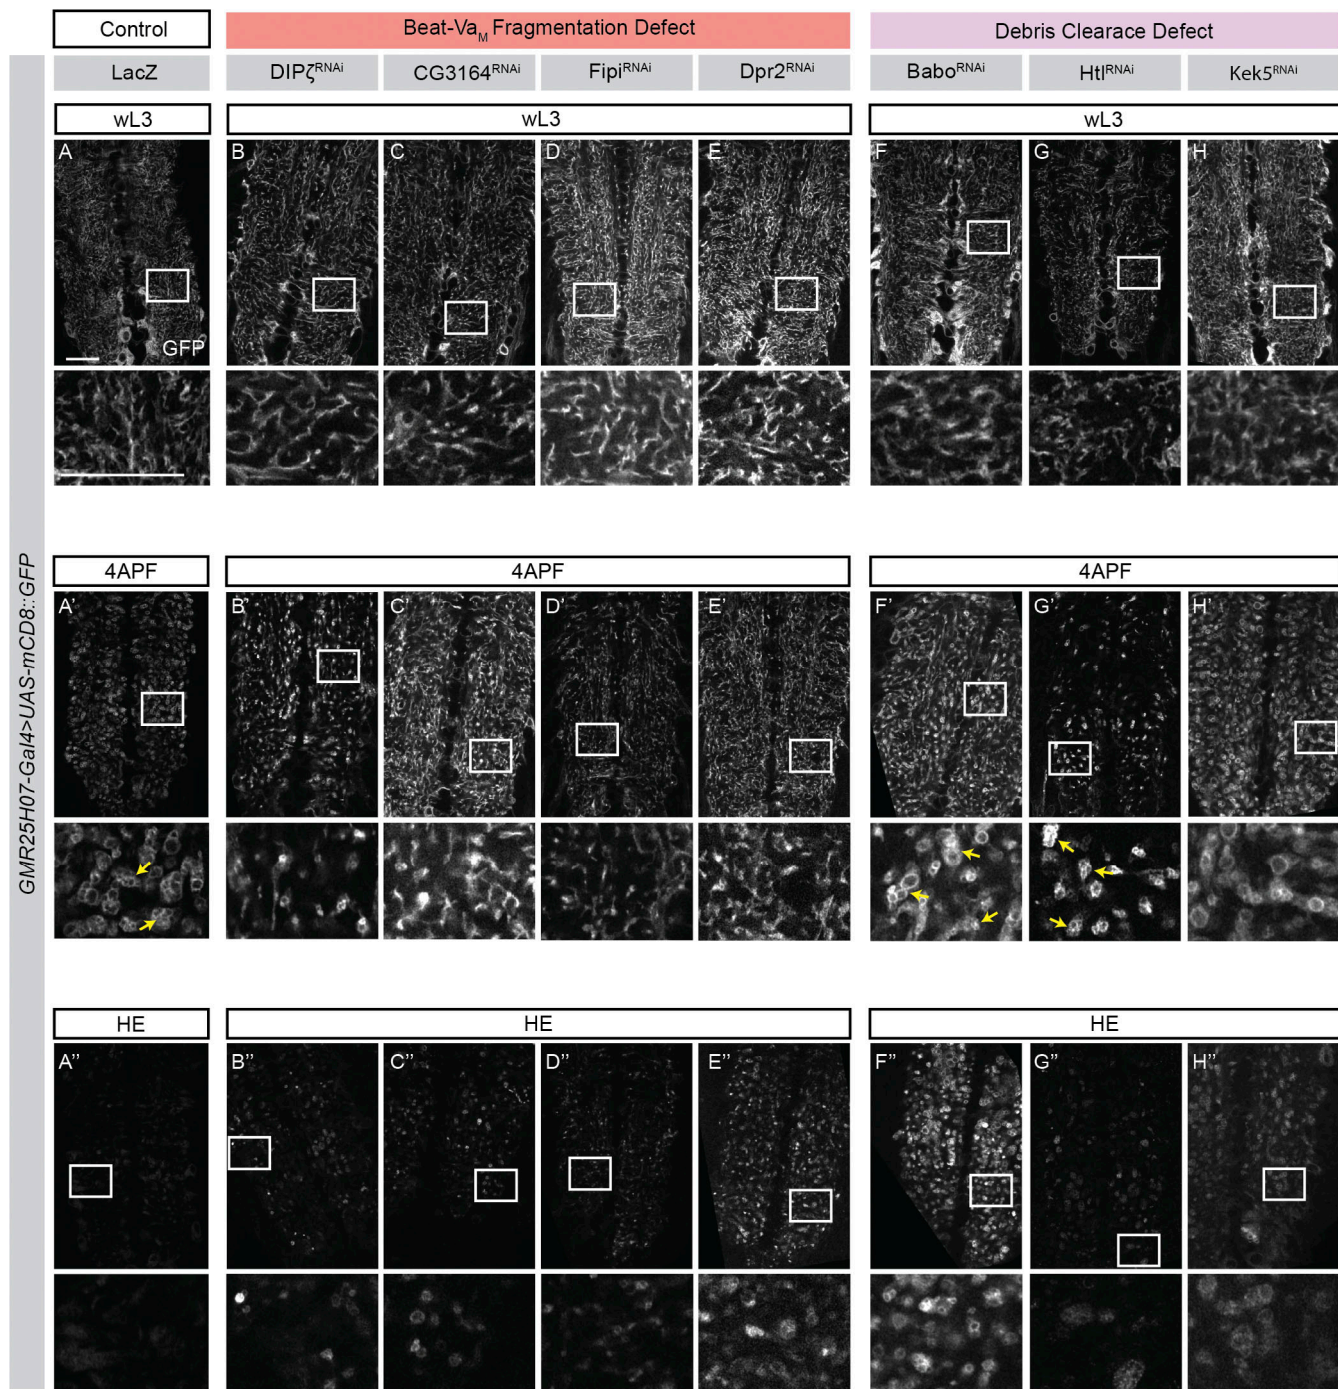 Control
Beat-VaM Fragmentation Defect
Debris Clearace Defect
LacZ
DIPζRNAi
CG3164RNAi
FipiRNAi
Dpr2RNAi
BaboRNAi
HtlRNAi
Kek5RNAi
wL3
wL3
wL3
A
B
C
D
E
F
G
H
GFP
GMR25H07-Gal4>UAS-mCD8::GFP
4APF
4APF
4APF
A'
B'
C'
D'
E'
F'
G'
H'
HE
HE
HE
A''
B''
C''
D''
E''
F''
G''
H''